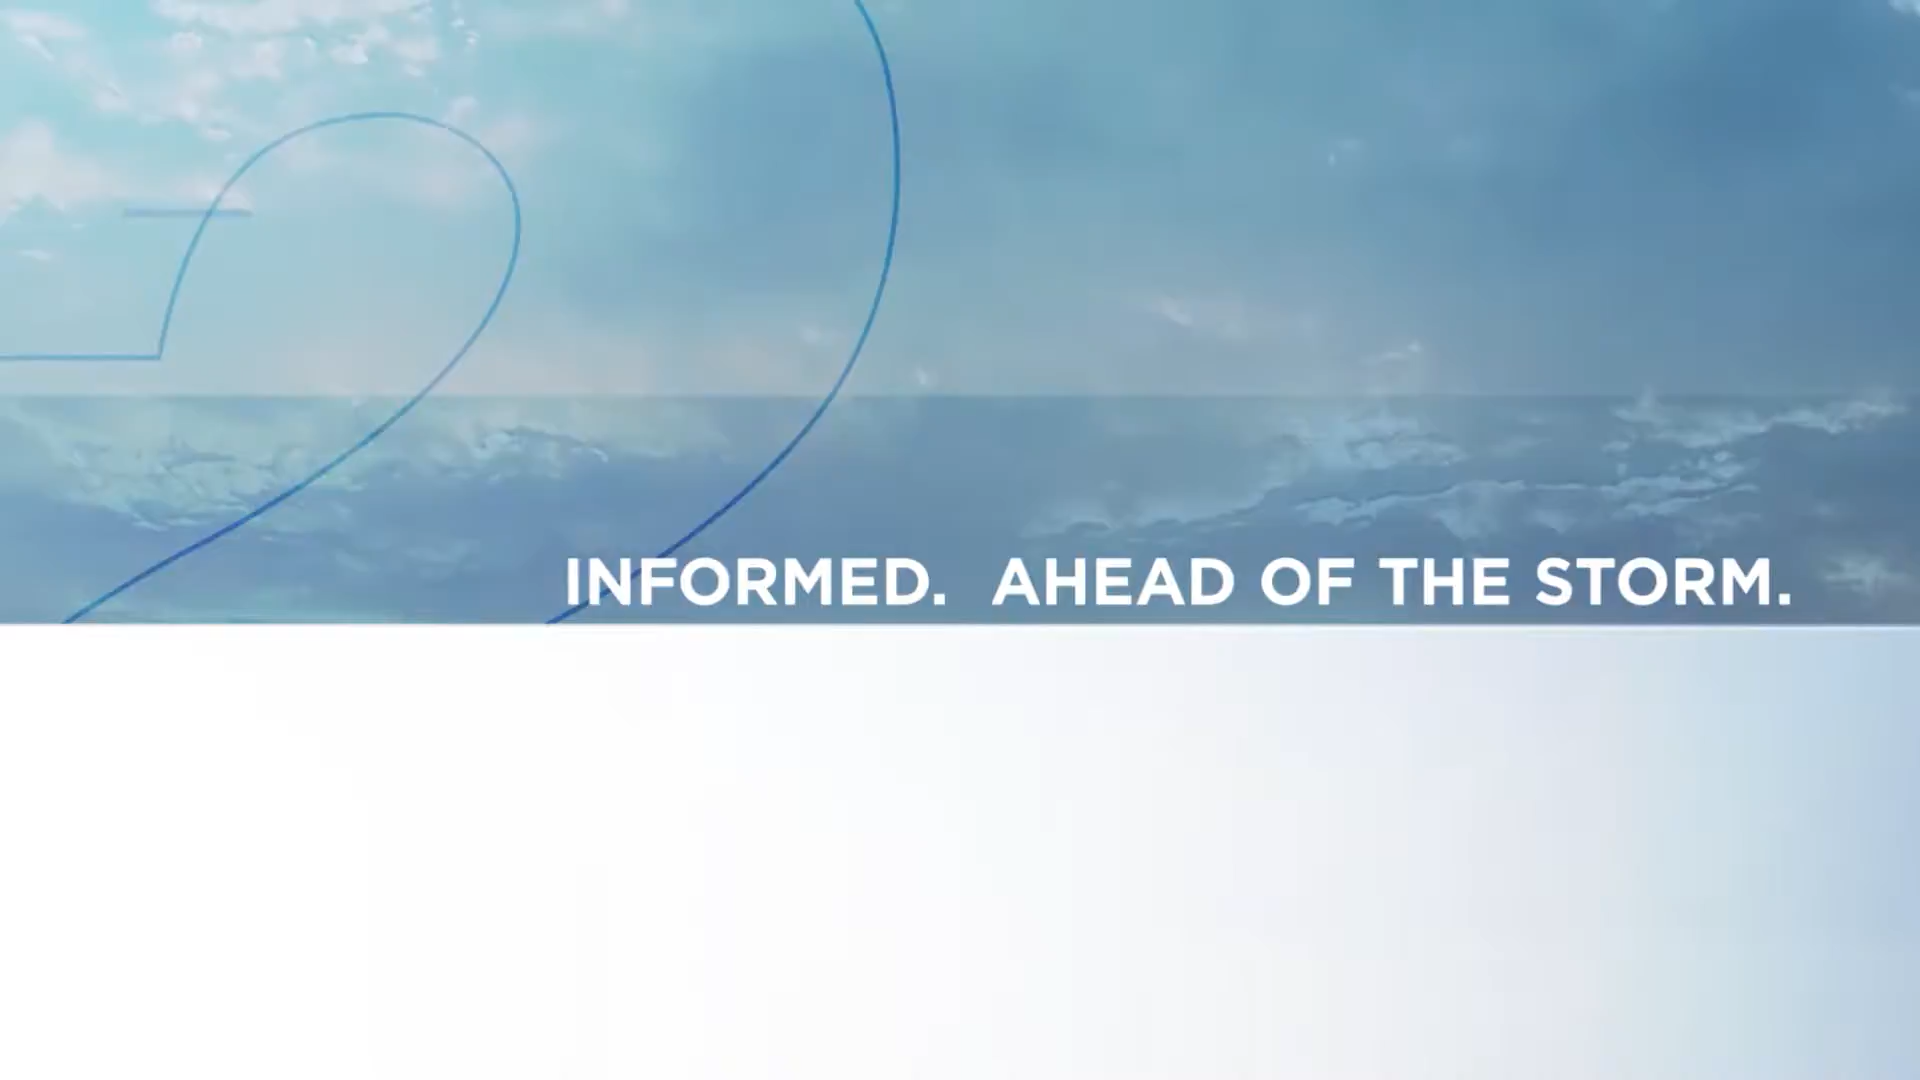 INFORMED. AHEAD OF THE STORM.